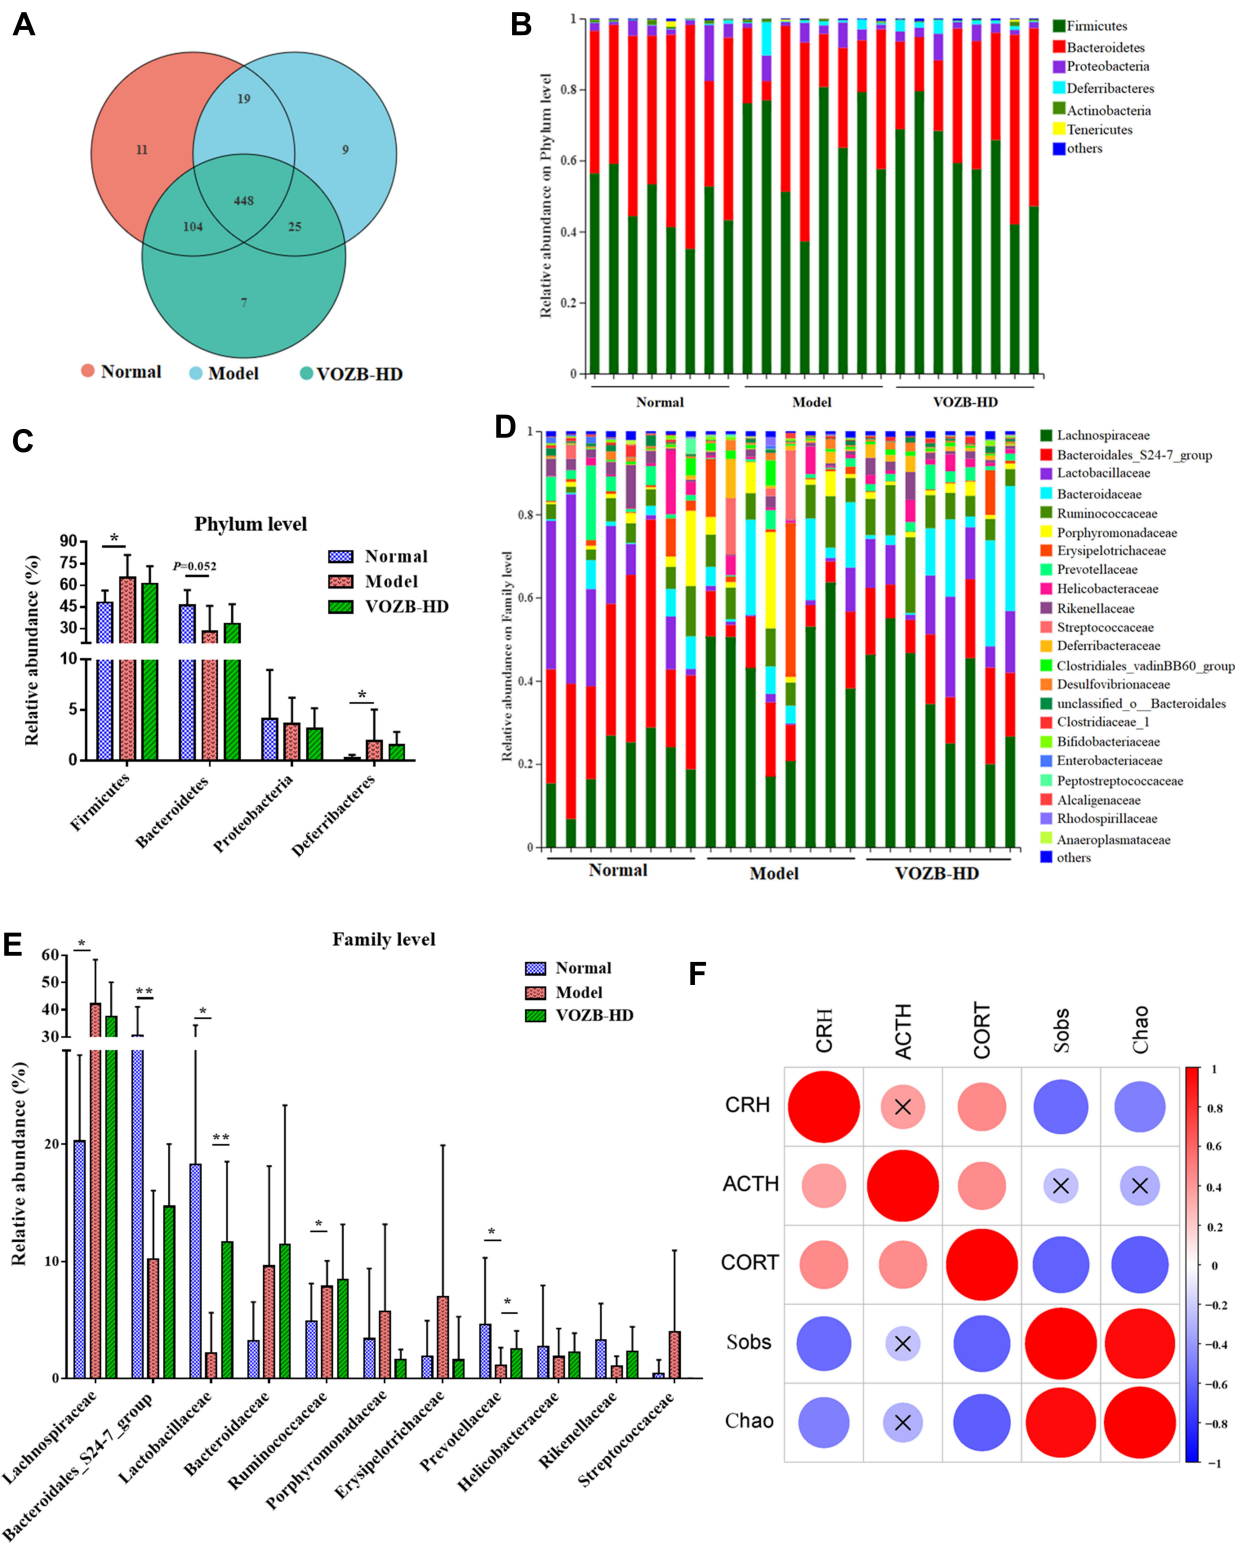 A
19
11
9
448
104
25
7
Normal
Model
VOZB-HD
B
Relative abundance on Phylum level
1
0.8
0.6
0.4
0.2
0
Normal
Model
VOZB-HD
Firmicutes
Bacteroidetes
Proteobacteria
Deferribacteres
Actinobacteria
Tenericutes
others
C
Phylum level
Relative abundance (%)
90
75
60
45
30
10
5
0
*
P=0.052
*
Normal
Model
VOZB-HD
Firmicutes
Bacteroidetes
Proteobacteria
Deferribacteres
D
Relative abundance on Family level
1
0.8
0.6
0.4
0.2
0
Normal
Model
VOZB-HD
Lachnospiraceae
Bacteroidales_S24-7_group
Lactobacillaceae
Bacteroidaceae
Ruminococcaceae
Porphyromonadaceae
Erysipelotrichaceae
Prevotellaceae
Helicobacteraceae
Rikenellaceae
Streptococcaceae
Deferribacteraceae
Clostridiales_vadinBB60_group
Desulfovibrionaceae
unclassified_o__Bacteroidales
Clostridiaceae_1
Bifidobacteriaceae
Enterobacteriaceae
Peptostreptococcaceae
Alcaligenaceae
Rhodospirillaceae
Anaeroplasmataceae
others
E
Family level
Relative abundance (%)
60
50
40
30
20
10
0
*
**
*
**
*
*
*
Normal
Model
VOZB-HD
Lachnospiraceae
Bacteroidales_S24-7_group
Lactobacillaceae
Bacteroidaceae
Ruminococcaceae
Porphyromonadaceae
Erysipelotrichaceae
Prevotellaceae
Helicobacteraceae
Rikenellaceae
Streptococcaceae
F
CRH
ACTH
CORT
Sobs
Chao
CRH
ACTH
CORT
Sobs
Chao
1
0.8
0.6
0.4
0.2
0
−0.2
−0.4
−0.6
−0.8
−1